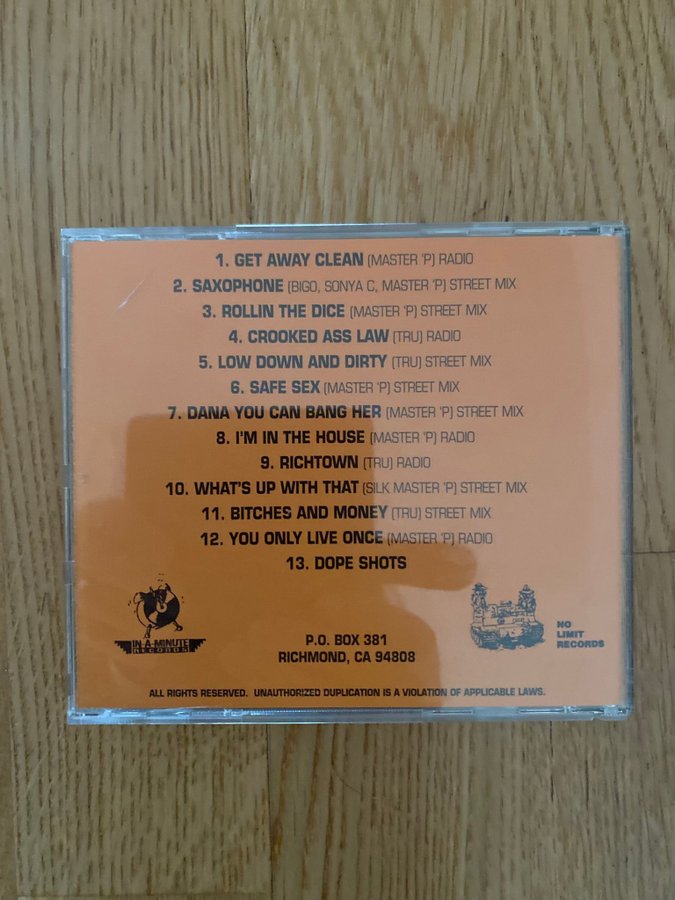 1. GET AWAY CLEAN (MASTER 'P) RADIO
2. SAXOPHONE (BIGO, SONYA C, MASTER 'P) STREET MIX
3. ROLLIN THE DICE (MASTER 'P) STREET MIX
4. CROOKED ASS LAW (TRU) RADIO
5. LOW DOWN AND DIRTY (TRU) STREET MIX
6. SAFE SEX (MASTER 'P) STREET MIX
7. DANA YOU CAN BANG HER (MASTER 'P) STREET MIX
8. I'M IN THE HOUSE (MASTER 'P) RADIO
9. RICHTOWN (TRU) RADIO
10. WHAT'S UP WITH THAT (SILK MASTER 'P) STREET MIX
11. BITCHES AND MONEY (TRU) STREET MIX
12. YOU ONLY LIVE ONCE (MASTER 'P) RADIO
13. DOPE SHOTS
IN-A-MINUTE
RECORDS
P.O. BOX 381
RICHMOND, CA 94808
NO
LIMIT
RECORDS
ALL RIGHTS RESERVED. UNAUTHORIZED DUPLICATION IS A VIOLATION OF APPLICABLE LAWS.